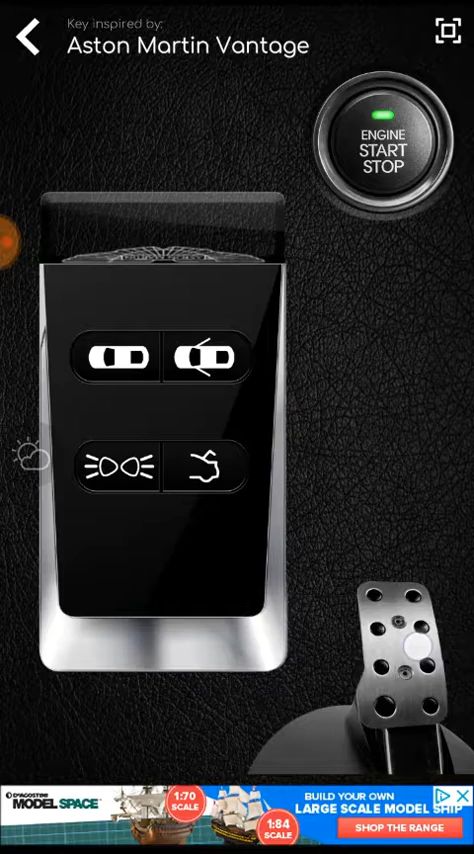 Key inspired by:
Aston Martin Vantage
ENGINE
START
STOP
DEAGOSTINI
MODEL SPACE
1:70
SCALE
1:84
SCALE
BUILD YOUR OWN
LARGE SCALE MODEL SHIP
SHOP THE RANGE